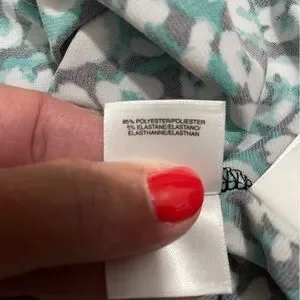 95% POLYESTER/POLIESTER
5% ELASTANE/ELASTANO/
ELASTHANNE/ELASTHAN